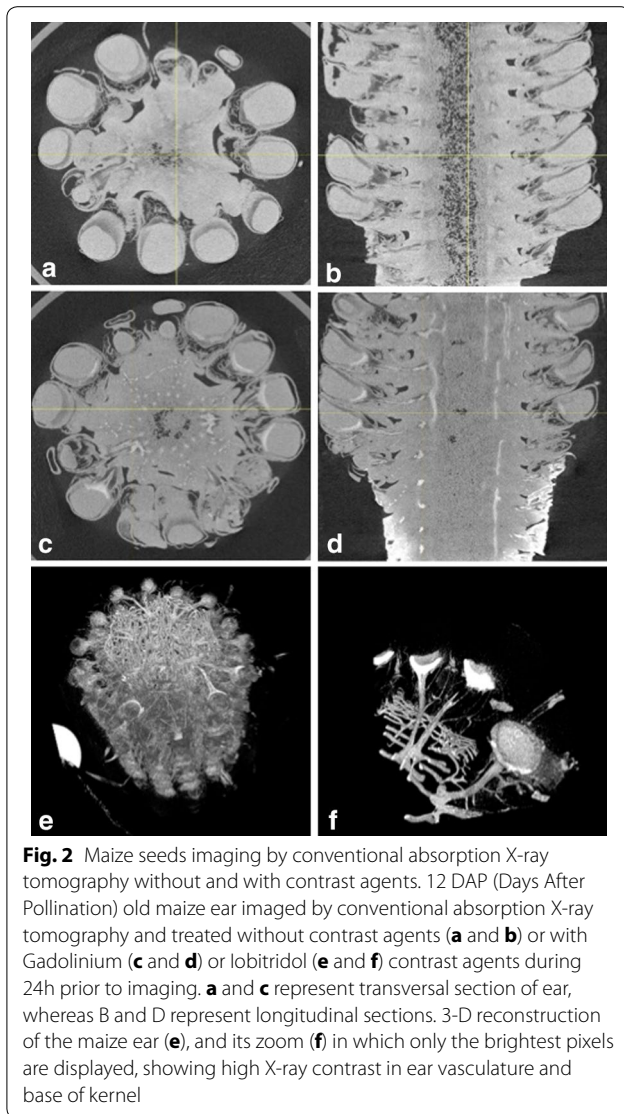 a
b
c
d
e
f
Fig. 2 Maize seeds imaging by conventional absorption X-ray
tomography without and with contrast agents. 12 DAP (Days After
Pollination) old maize ear imaged by conventional absorption X-ray
tomography and treated without contrast agents (a and b) or with
Gadolinium (c and d) or Iobitridol (e and f) contrast agents during
24h prior to imaging. a and c represent transversal section of ear,
whereas B and D represent longitudinal sections. 3-D reconstruction
of the maize ear (e), and its zoom (f) in which only the brightest pixels
are displayed, showing high X-ray contrast in ear vasculature and
base of kernel